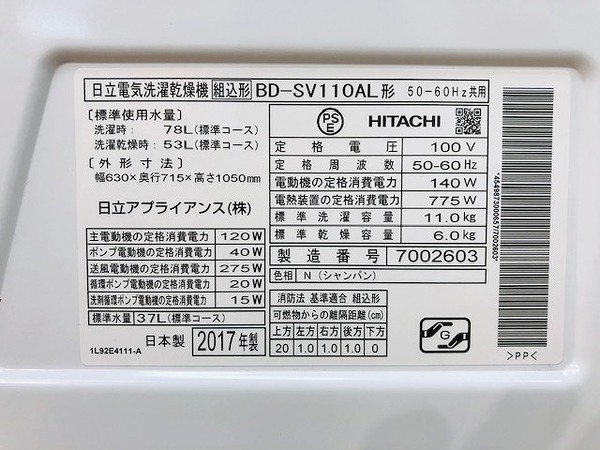 日立電気洗濯乾燥機 組込形 BD-SV110AL形 50-60Hz共用
〔標準使用水量〕
洗濯時： 78L(標準コース)
洗濯乾燥時：53L(標準コース)
〔外形寸法〕
幅630×奥行715×高さ1050mm
日立アプライアンス(株)
主電動機の定格消費電力 120W
ポンプ電動機の定格消費電力 40W
送風電動機の定格消費電力 275W
循環ポンプ電動機の定格消費電力 20W
洗剤循環ポンプ電動機の定格消費電力 15W
標準水量 37L(標準コース)
日本製 2017年製
1L92E4111-A
PS
E
HITACHI
定格電圧 100V
定格周波数 50-60Hz
電動機の定格消費電力 140W
電熱装置の定格消費電力 775W
標準洗濯容量 11.0kg
標準乾燥容量 6.0kg
製造番号 7002603
色相 N (シャンパン)
消防法 基準適合 組込形
可燃物からの離隔距離(cm)
上方 左方 右方 後方 下方
20 1.0 1.0 1.0 0
G
*4549873000657/7002603*
>PP<